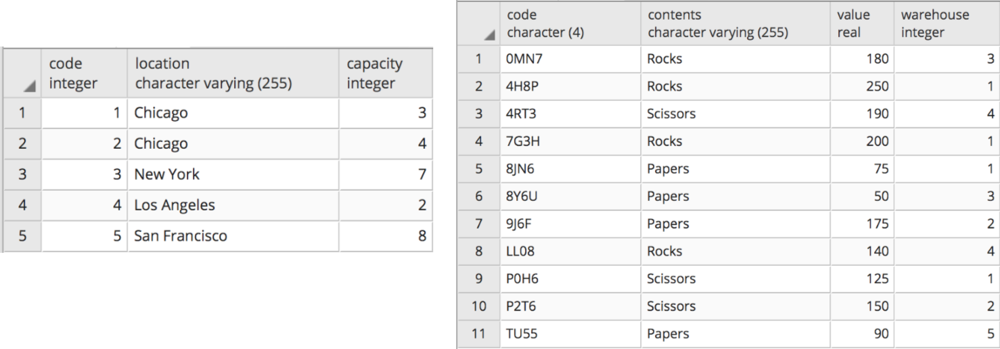 code location capacity
integer character varying (255) integer
1 1 Chicago 3
2 2 Chicago 4
3 3 New York 7
4 4 Los Angeles 2
5 5 San Francisco 8
code contents value warehouse
character (4) character varying (255) real integer
1 0MN7 Rocks 180 3
2 4H8P Rocks 250 1
3 4RT3 Scissors 190 4
4 7G3H Rocks 200 1
5 8JN6 Papers 75 1
6 8Y6U Papers 50 3
7 9J6F Papers 175 2
8 LL08 Rocks 140 4
9 P0H6 Scissors 125 1
10 P2T6 Scissors 150 2
11 TU55 Papers 90 5